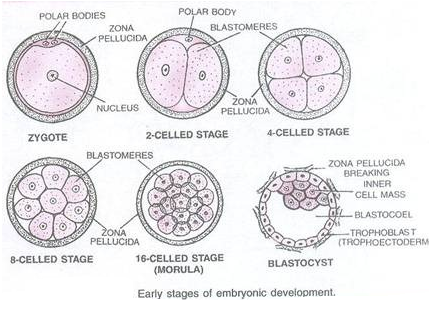 POLAR BODIES
ZONA
PELLUCIDA
NUCLEUS
ZYGOTE
POLAR BODY
BLASTOMERES
ZONA
PELLUCIDA
2-CELLED STAGE
4-CELLED STAGE
BLASTOMERES
ZONA
PELLUCIDA
8-CELLED STAGE
16-CELLED STAGE
(MORULA)
ZONA PELLUCIDA
BREAKING
INNER
CELL MASS
BLASTOCOEL
TROPHOBLAST
(TROPHOECTODERM
BLASTOCYST
Early stages of embryonic development.